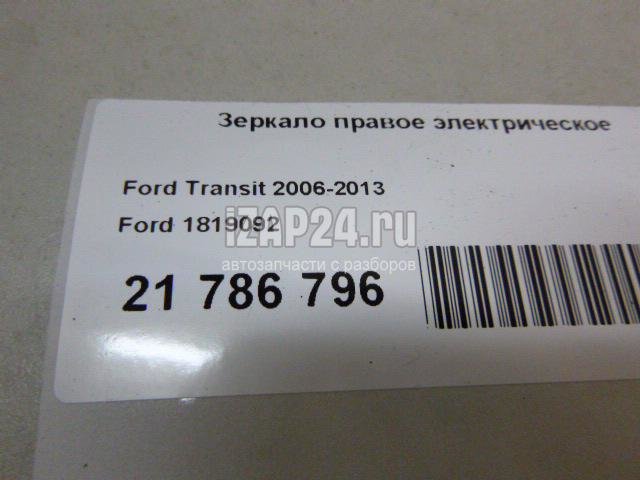 Зеркало правое электрическое
Ford Transit 2006-2013
Ford 1819092
iZAP24.ru
автозапчасти с разборов
21 786 796